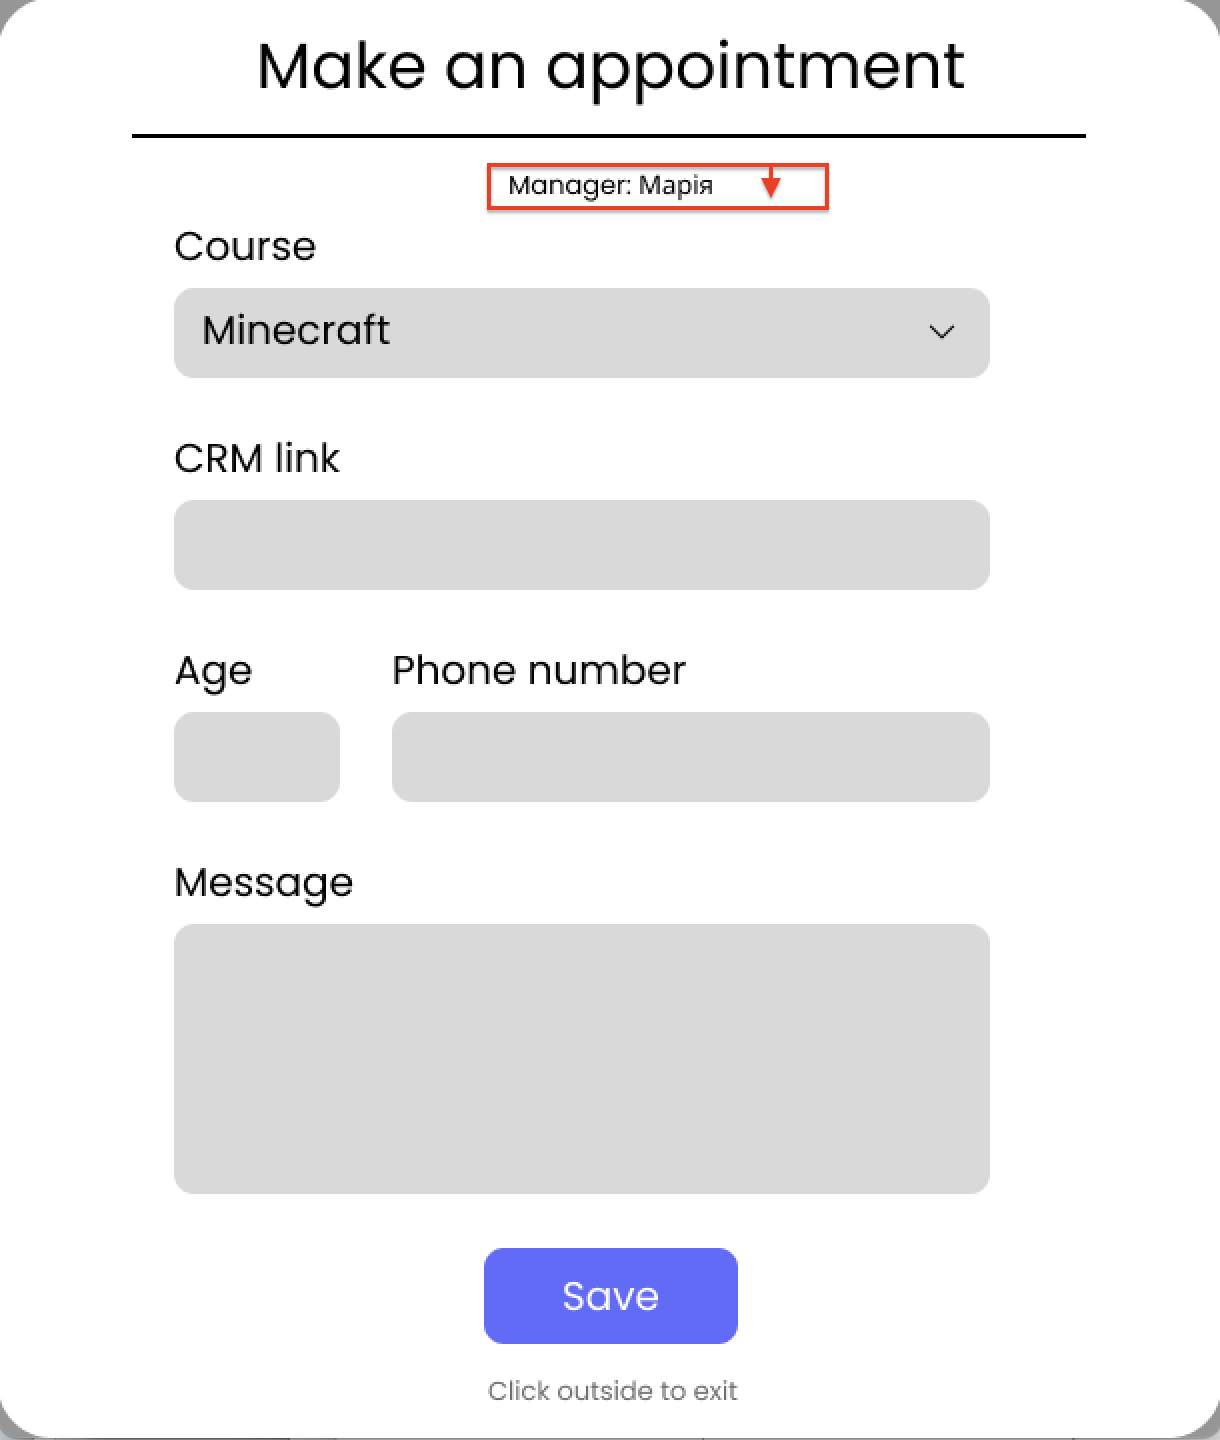 Make an appointment
Manager: Марія
Course
Minecraft
CRM link
Age Phone number
Message
Save
Click outside to exit